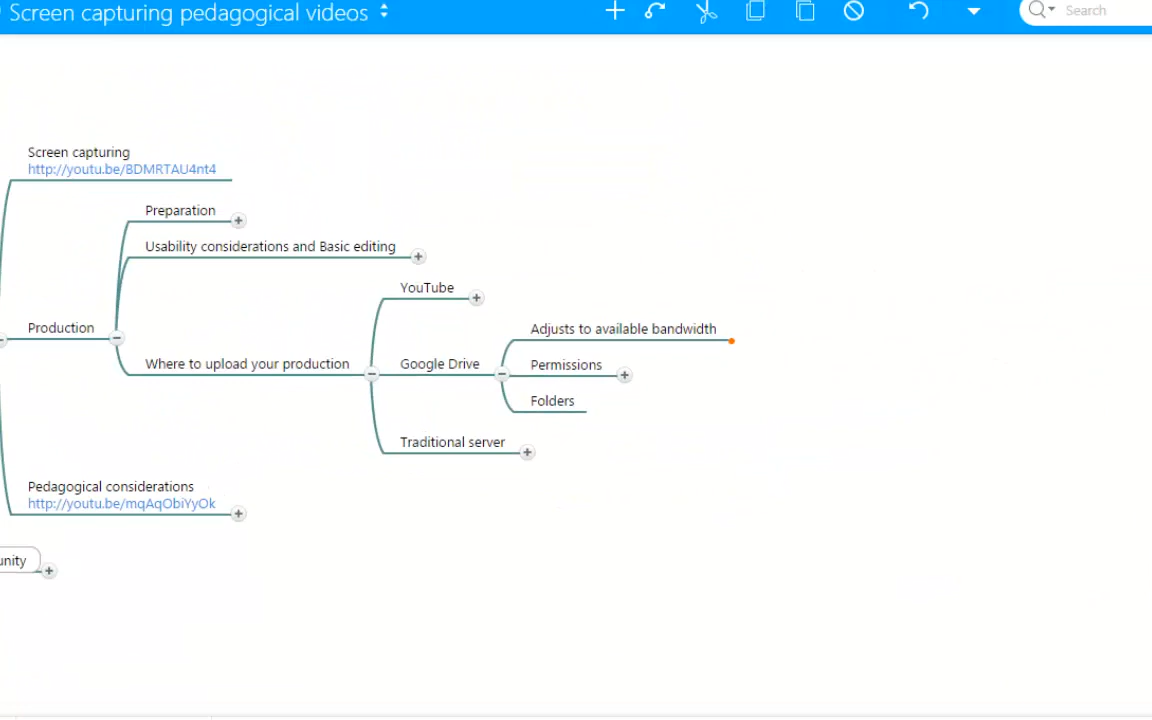 Screen capturing pedagogical videos
Search
Screen capturing
http://youtu.be/8DMRTAU4nt4
Preparation
Usability considerations and Basic editing
YouTube
Production
Adjusts to available bandwidth
Where to upload your production
Google Drive
Permissions
Folders
Traditional server
Pedagogical considerations
http://youtu.be/mqAqObiYyOk
unity